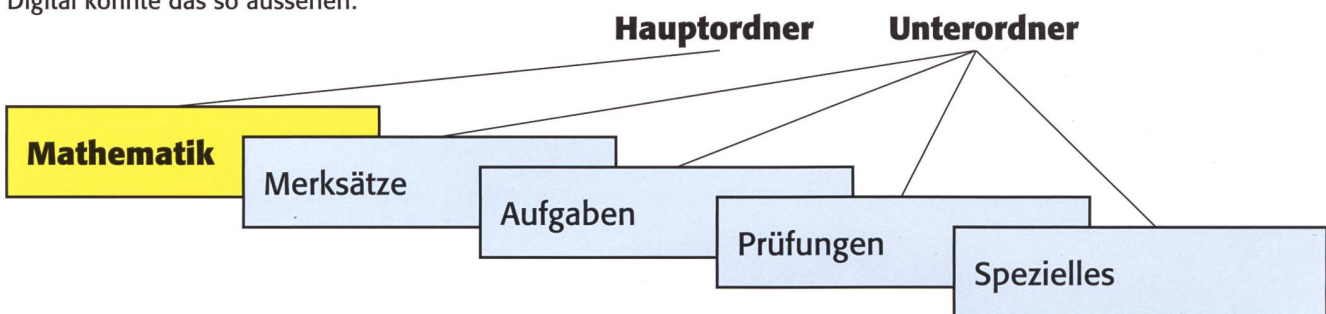 Digital könnte das so aussehen:
Hauptordner Unterordner
Mathematik
Merksätze
Aufgaben
Prüfungen
Spezielles